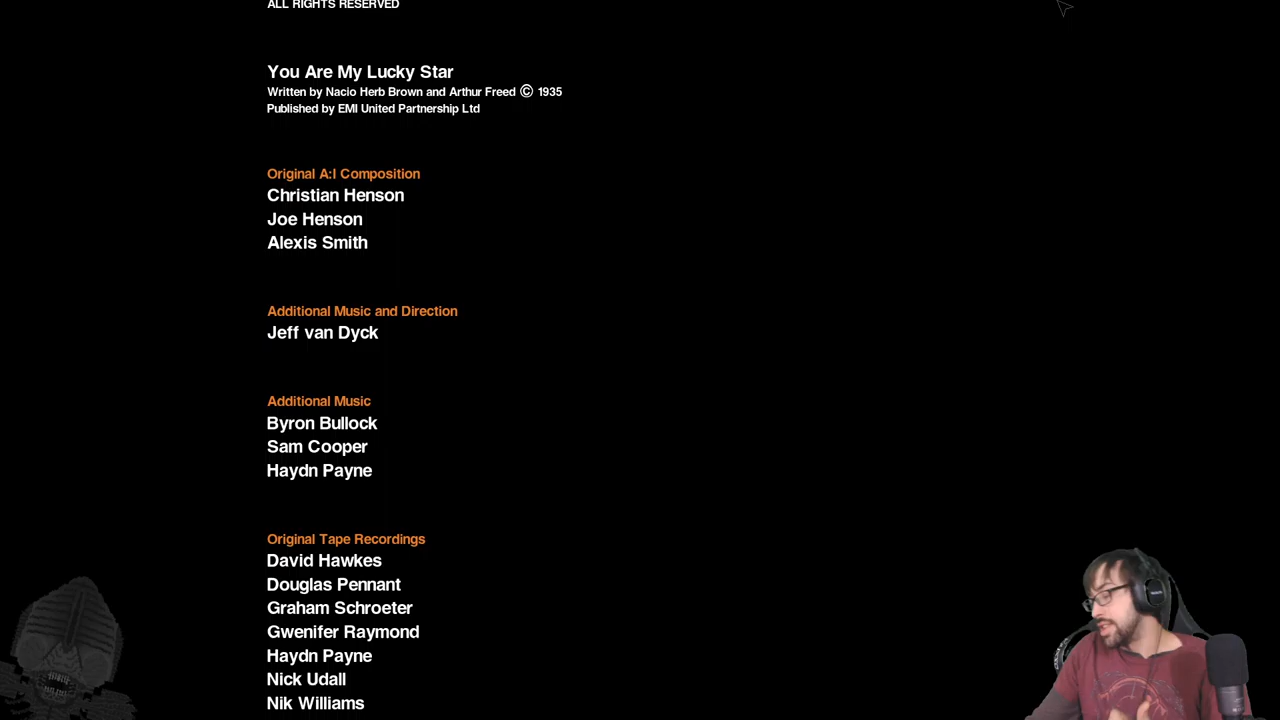 ALL RIGHTS RESERVED
You Are My Lucky Star
Written by Nacio Herb Brown and Arthur Freed © 1935
Published by EMI United Partnership Ltd
Original A:I Composition
Christian Henson
Joe Henson
Alexis Smith
Additional Music and Direction
Jeff van Dyck
Additional Music
Byron Bullock
Sam Cooper
Haydn Payne
Original Tape Recordings
David Hawkes
Douglas Pennant
Graham Schroeter
Gwenifer Raymond
Haydn Payne
Nick Udall
Nik Williams